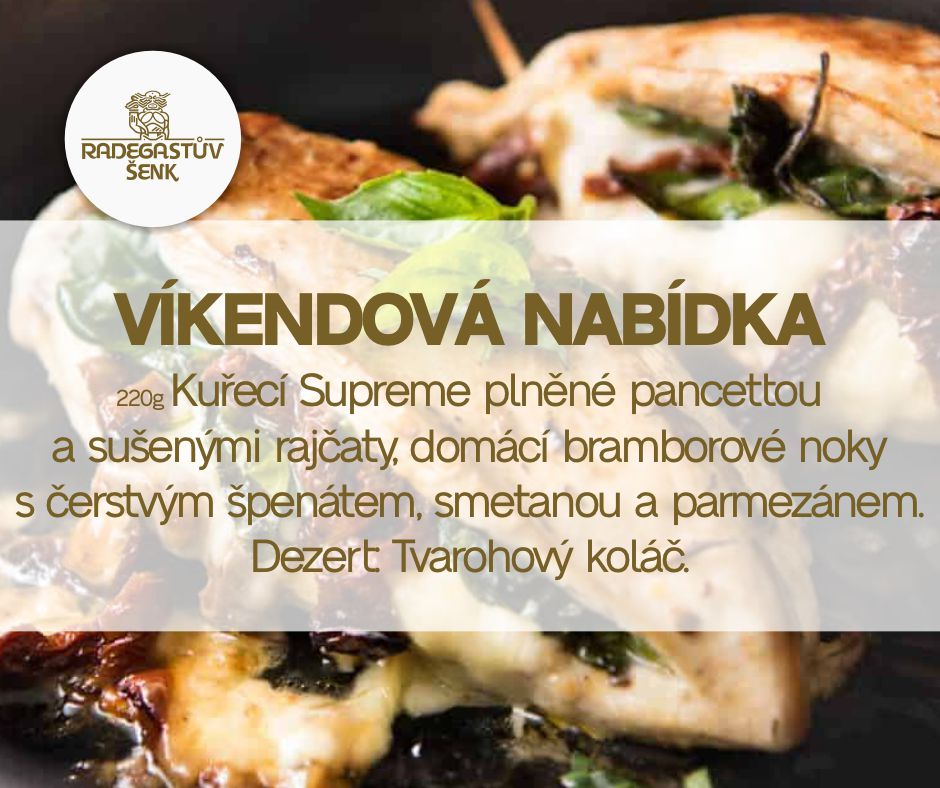 RADEGASTŮV
ŠENK
VÍKENDOVÁ NABÍDKA
220g Kuřecí Supreme plněné pancettou
a sušenými rajčaty, domácí bramborové noky
s čerstvým špenátem, smetanou a parmezánem.
Dezert: Tvarohový koláč.